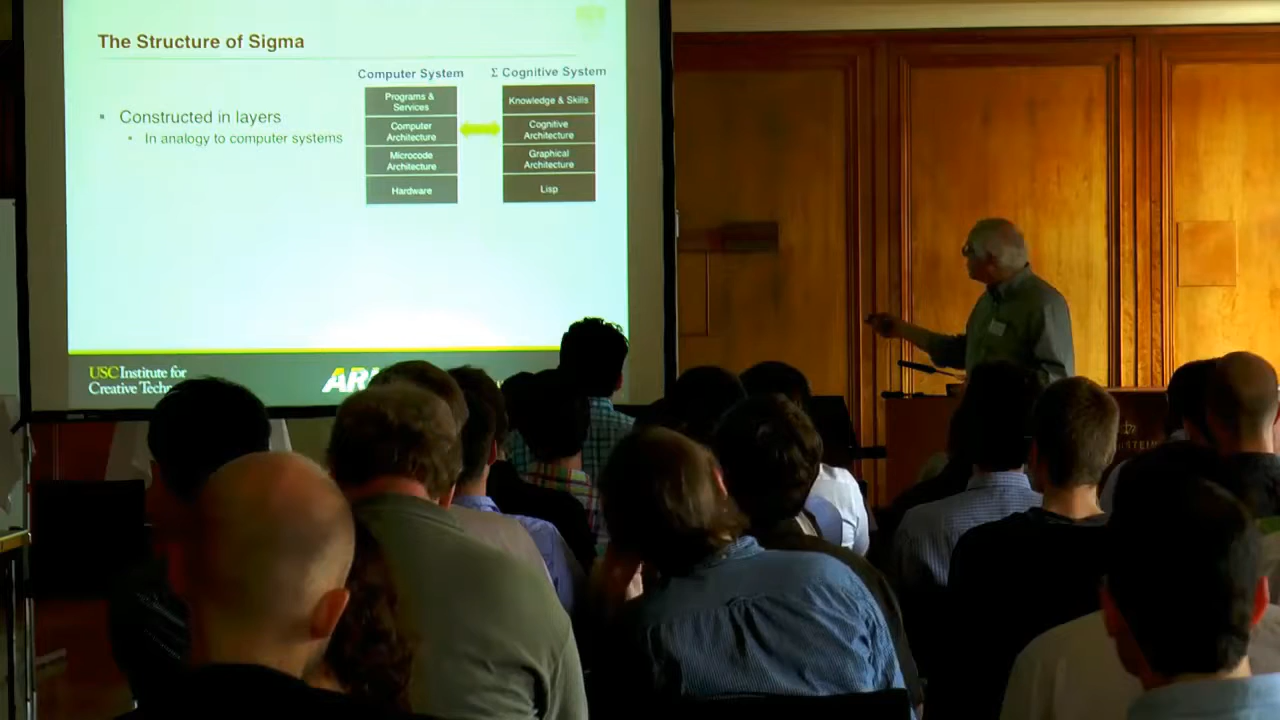 The Structure of Sigma
Computer System
Σ Cognitive System
▪ Constructed in layers
▪ In analogy to computer systems
Programs &
Services
Computer
Architecture
Microcode
Architecture
Hardware
Knowledge & Skills
Cognitive
Architecture
Graphical
Architecture
Lisp
USC Institute for
Creative